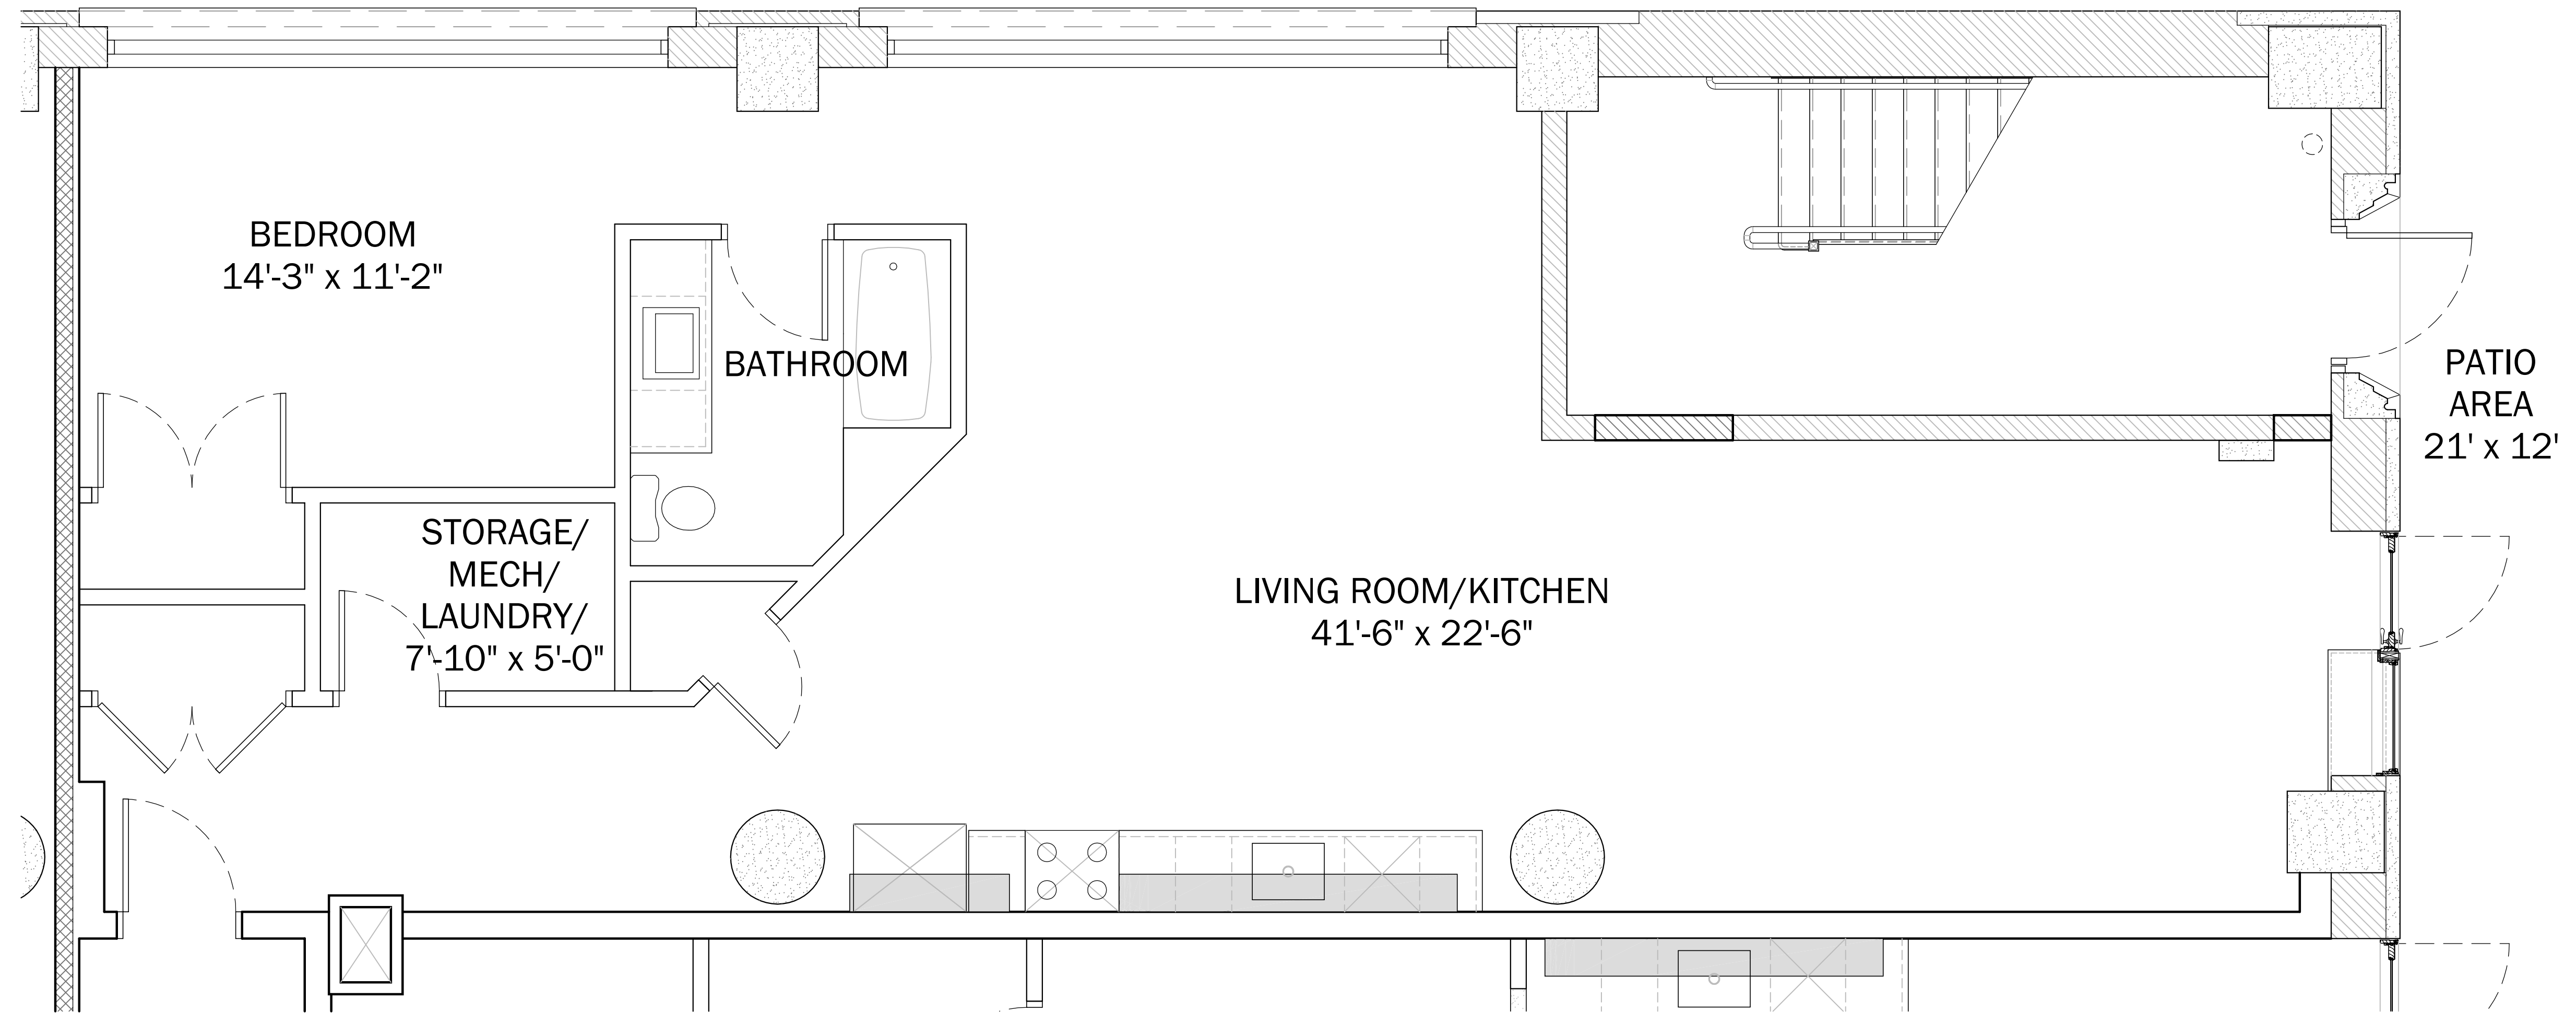 BEDROOM
14'-3" x 11'-2"
BATHROOM
STORAGE/
MECH/
LAUNDRY/
7'-10" x 5'-0"
LIVING ROOM/KITCHEN
41'-6" x 22'-6"
PATIO
AREA
21' x 12'